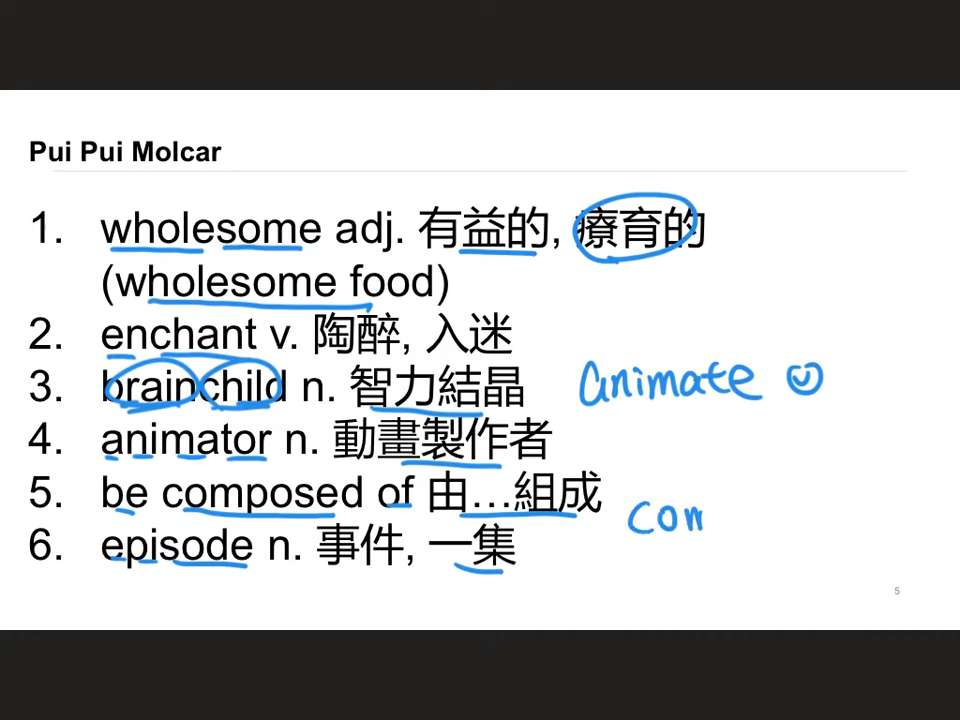 Pui Pui Molcar
1. wholesome adj. 有益的, 療育的
(wholesome food)
2. enchant v. 陶醉, 入迷
3. brainchild n. 智力結晶
animate
4. animator n. 動畫製作者
5. be composed of 由…組成
com
6. episode n. 事件, 一集
5